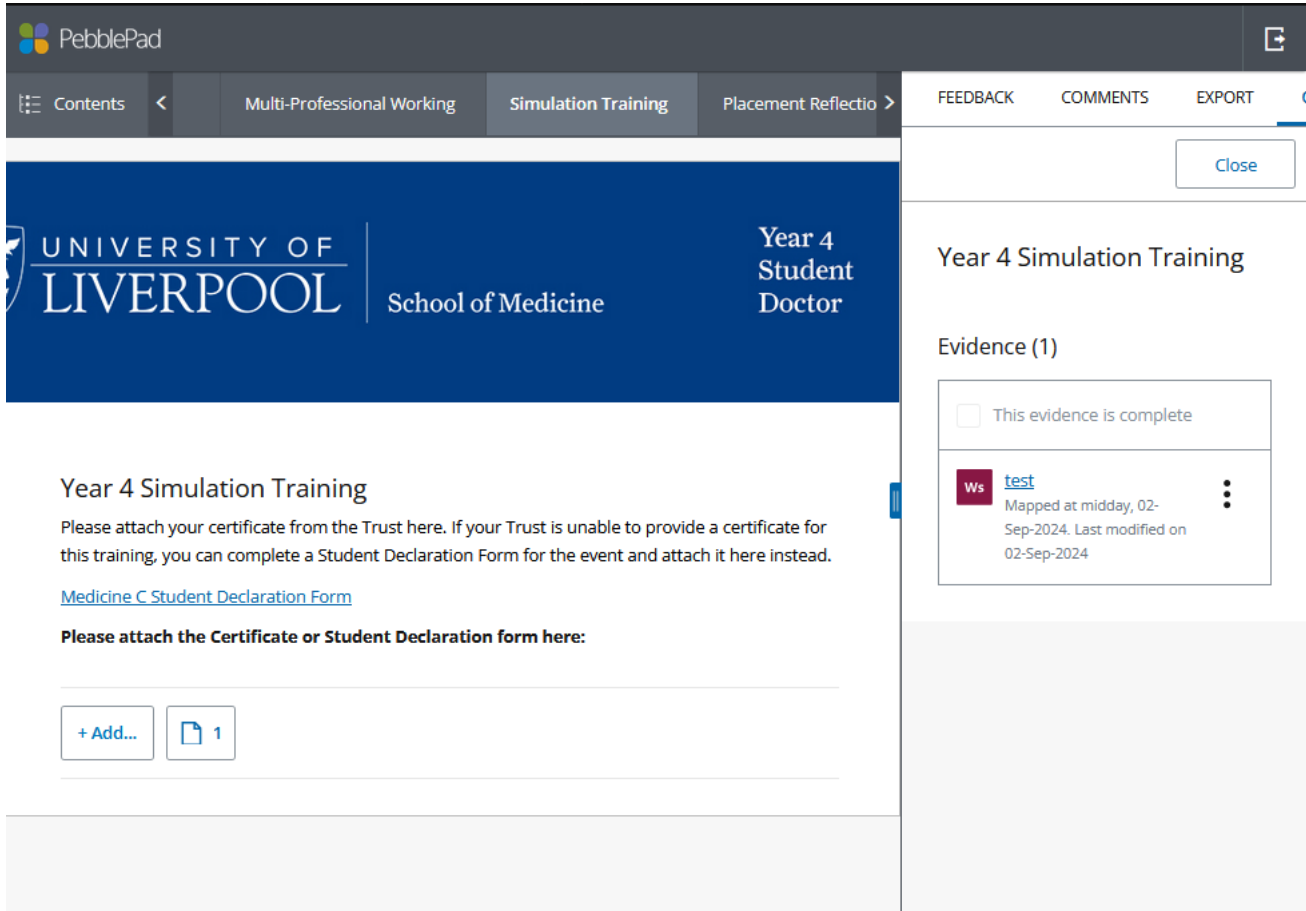 PebblePad
Contents
Multi-Professional Working
Simulation Training
Placement Reflectio
FEEDBACK
COMMENTS
EXPORT
Close
UNIVERSITY OF
LIVERPOOL
School of Medicine
Year 4
Student
Doctor
Year 4 Simulation Training
Please attach your certificate from the Trust here. If your Trust is unable to provide a certificate for
this training, you can complete a Student Declaration Form for the event and attach it here instead.
Medicine C Student Declaration Form
Please attach the Certificate or Student Declaration form here:
+ Add...
1
Year 4 Simulation Training
Evidence (1)
This evidence is complete
Ws
test
Mapped at midday, 02-
Sep-2024. Last modified on
02-Sep-2024